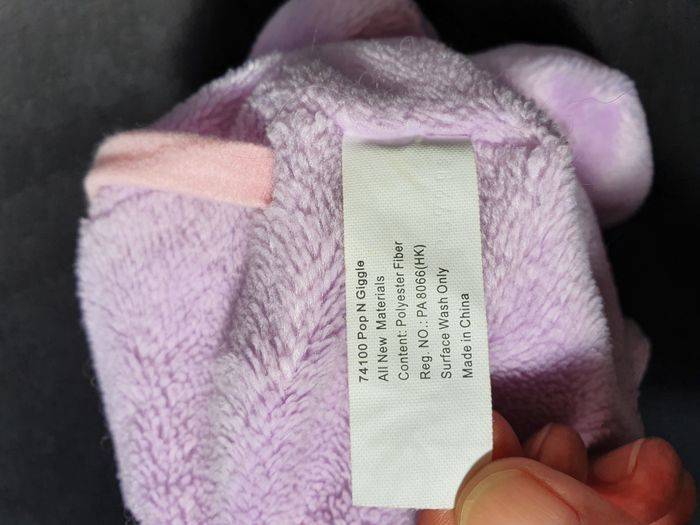 74100 Pop N Giggle
All New Materials
Content: Polyester Fiber
Reg. NO.: PA 8066(HK)
Surface Wash Only
Made in China